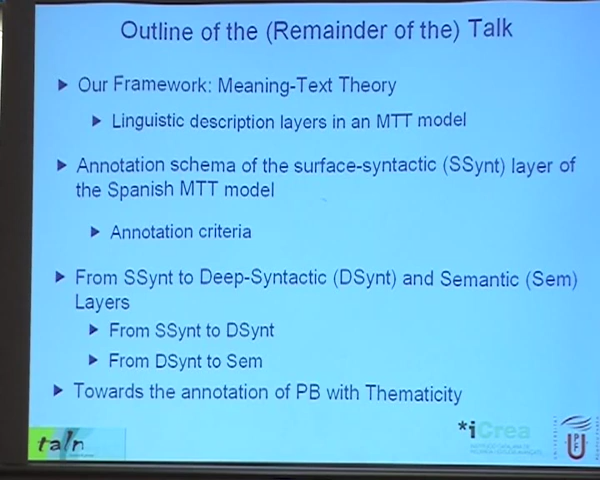 Outline of the (Remainder of the) Talk
Our Framework: Meaning-Text Theory
Linguistic description layers in an MTT model
Annotation schema of the surface-syntactic (SSynt) layer of
the Spanish MTT model
Annotation criteria
From SSynt to Deep-Syntactic (DSynt) and Semantic (Sem)
Layers
From SSynt to DSynt
From DSynt to Sem
Towards the annotation of PB with Thematicity
taln
*iCrea
UPF